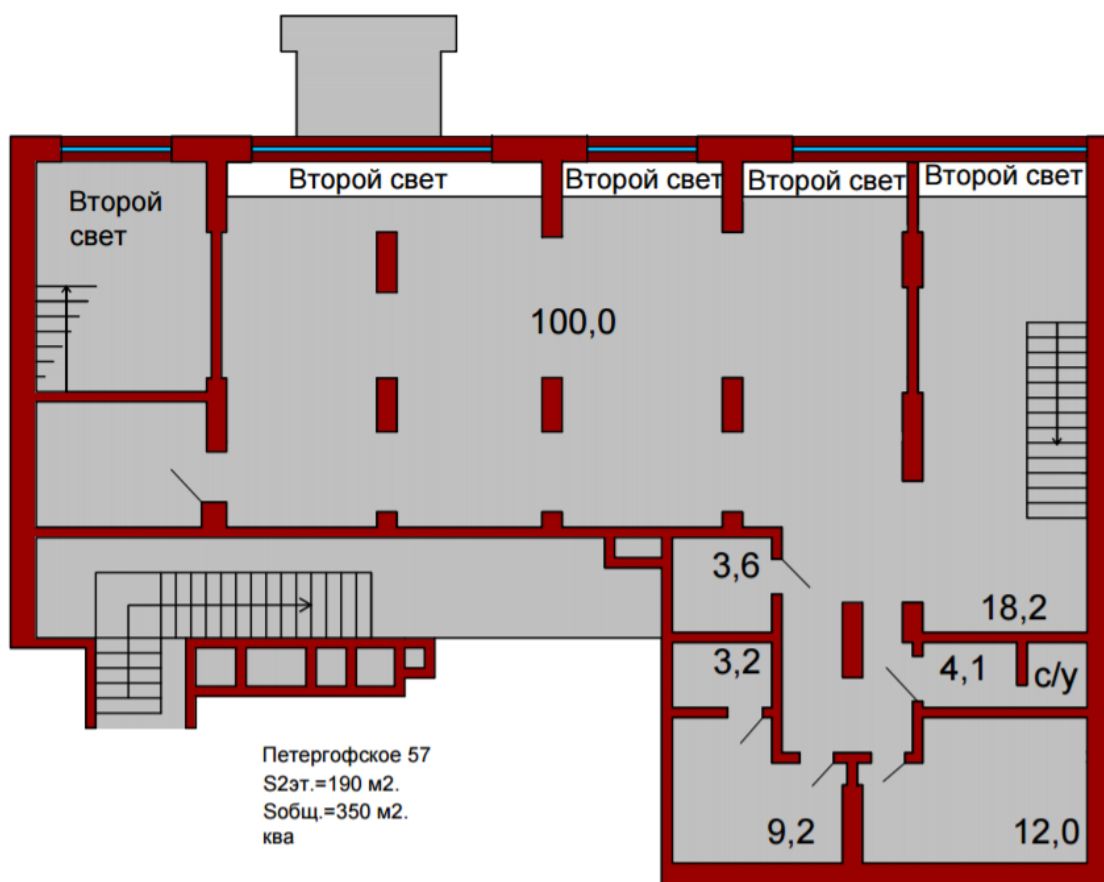 Второй свет
Второй свет
Второй свет
Второй свет
Второй
свет
100,0
3,6
18,2
3,2
4,1
с/у
9,2
12,0
Петергофское 57
S2эт.=190 м2.
Sобщ.=350 м2.
ква